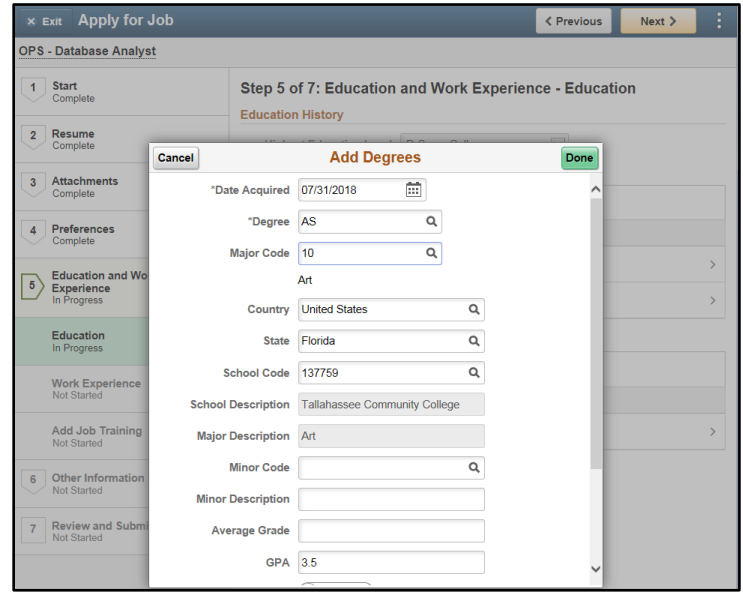 × Exit Apply for Job
Previous
Next
OPS - Database Analyst
1 Start
Complete
2 Resume
Complete
3 Attachments
Complete
4 Preferences
Complete
5 Education and Wo
Experience
In Progress
Education
In Progress
Work Experience
Not Started
Add Job Training
Not Started
6 Other Information
Not Started
7 Review and Submi
Not Started
Step 5 of 7: Education and Work Experience - Education
Education History
Cancel
Add Degrees
Done
*Date Acquired 07/31/2018
*Degree AS
Major Code 10
Art
Country United States
State Florida
School Code 137759
School Description Tallahassee Community College
Major Description Art
Minor Code
Minor Description
Average Grade
GPA 3.5